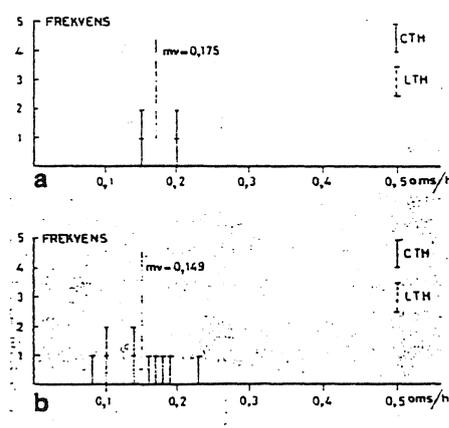 5 FREKVENS
4
3
2
1
mv=0,175
CTH
LTH
a
0,1 0,2 0,3 0,4 0,5 oms/h
5 FREKVENS
4
3
2
1
mv=0,149
CTH
LTH
b
0,1 0,2 0,3 0,4 0,5 oms/h